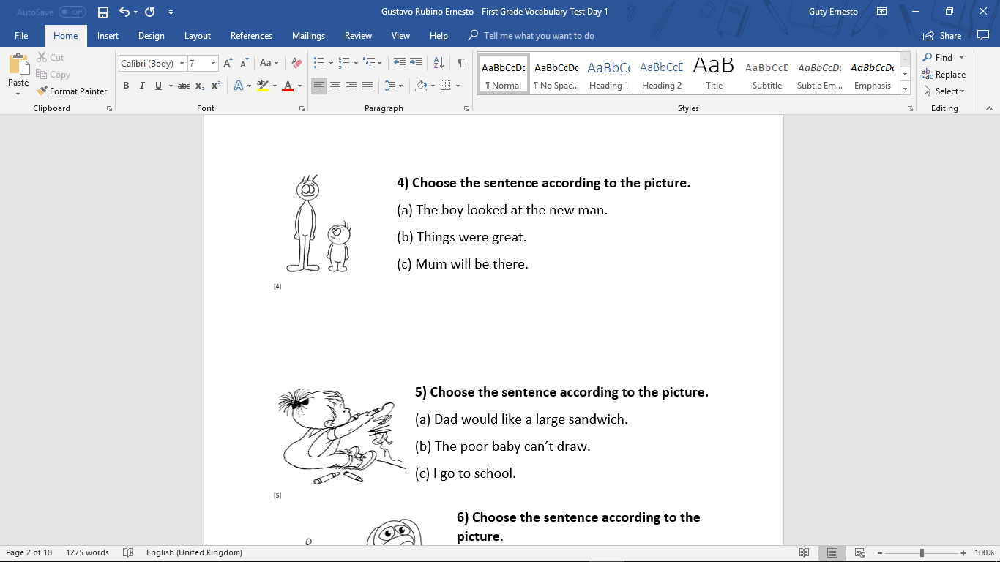 AutoSave Off
Gustavo Rubino Ernesto - First Grade Vocabulary Test Day 1
Guty Ernesto
File Home Insert Design Layout References Mailings Review View Help Tell me what you want to do Share
Paste
Cut
Copy
Format Painter
Clipboard
Calibri (Body) 7 A A Aa
B I U abc x₂ x² A aby A
Font
Paragraph
AaBbCcDc AaBbCcDc AaBbCc AaBbCcD AaB AaBbCcD AaBbCcDc AaBbCcDc
¶ Normal ¶ No Spac... Heading 1 Heading 2 Title Subtitle Subtle Em... Emphasis
Styles
Find
Replace
Select
Editing
4) Choose the sentence according to the picture.
(a) The boy looked at the new man.
(b) Things were great.
(c) Mum will be there.
[4]
5) Choose the sentence according to the picture.
(a) Dad would like a large sandwich.
(b) The poor baby can’t draw.
(c) I go to school.
[5]
6) Choose the sentence according to the
picture.
Page 2 of 10 1275 words English (United Kingdom) 100%